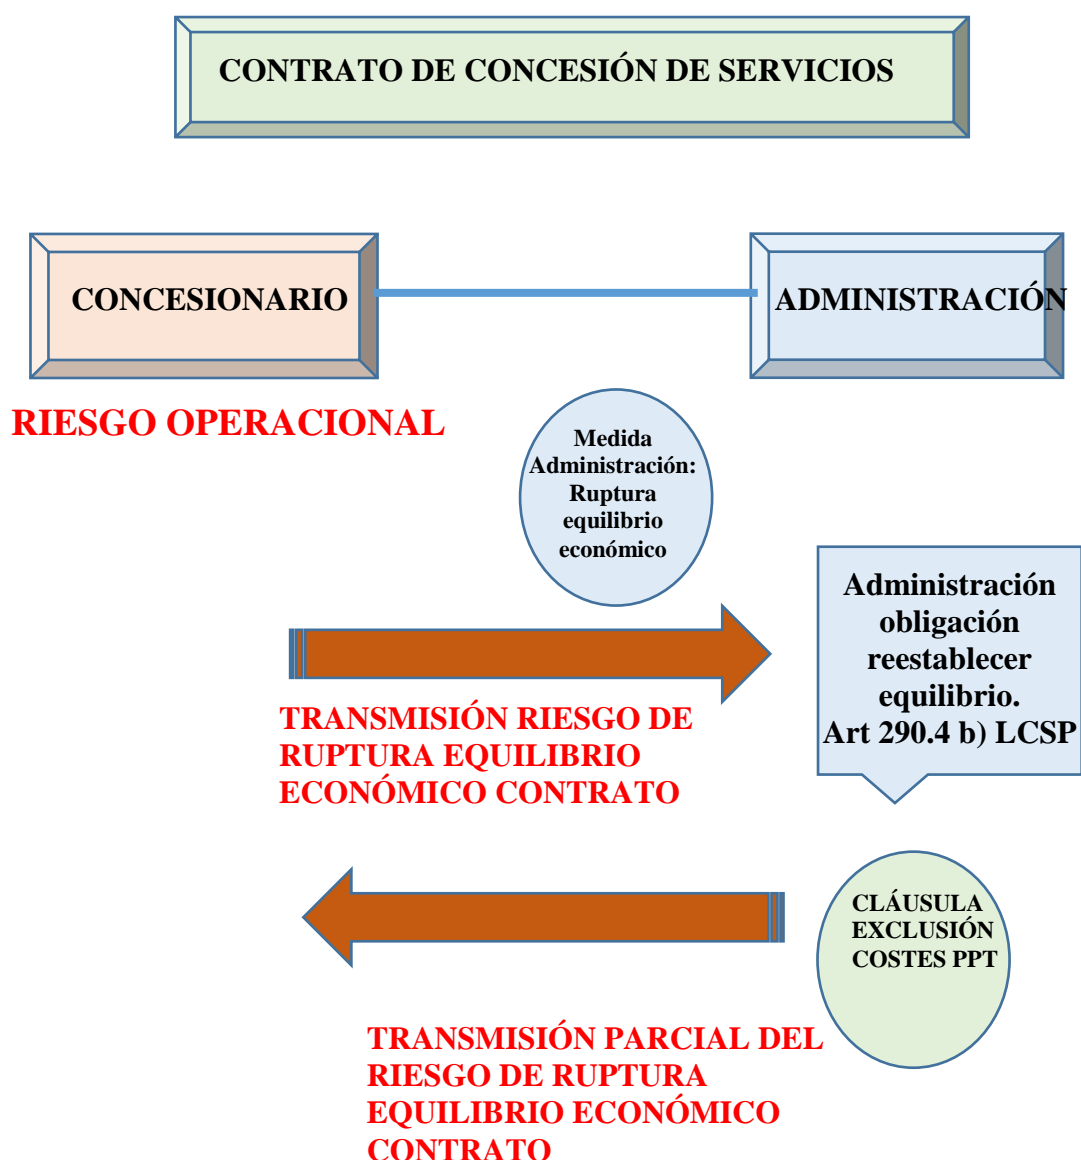 CONTRATO DE CONCESIÓN DE SERVICIOS
CONCESIONARIO
ADMINISTRACIÓN
RIESGO OPERACIONAL
Medida
Administración:
Ruptura
equilibrio
económico
Administración
obligación
reestablecer
equilibrio.
Art 290.4 b) LCSP
TRANSMISIÓN RIESGO DE
RUPTURA EQUILIBRIO
ECONÓMICO CONTRATO
CLÁUSULA
EXCLUSIÓN
COSTES PPT
TRANSMISIÓN PARCIAL DEL
RIESGO DE RUPTURA
EQUILIBRIO ECONÓMICO
CONTRATO